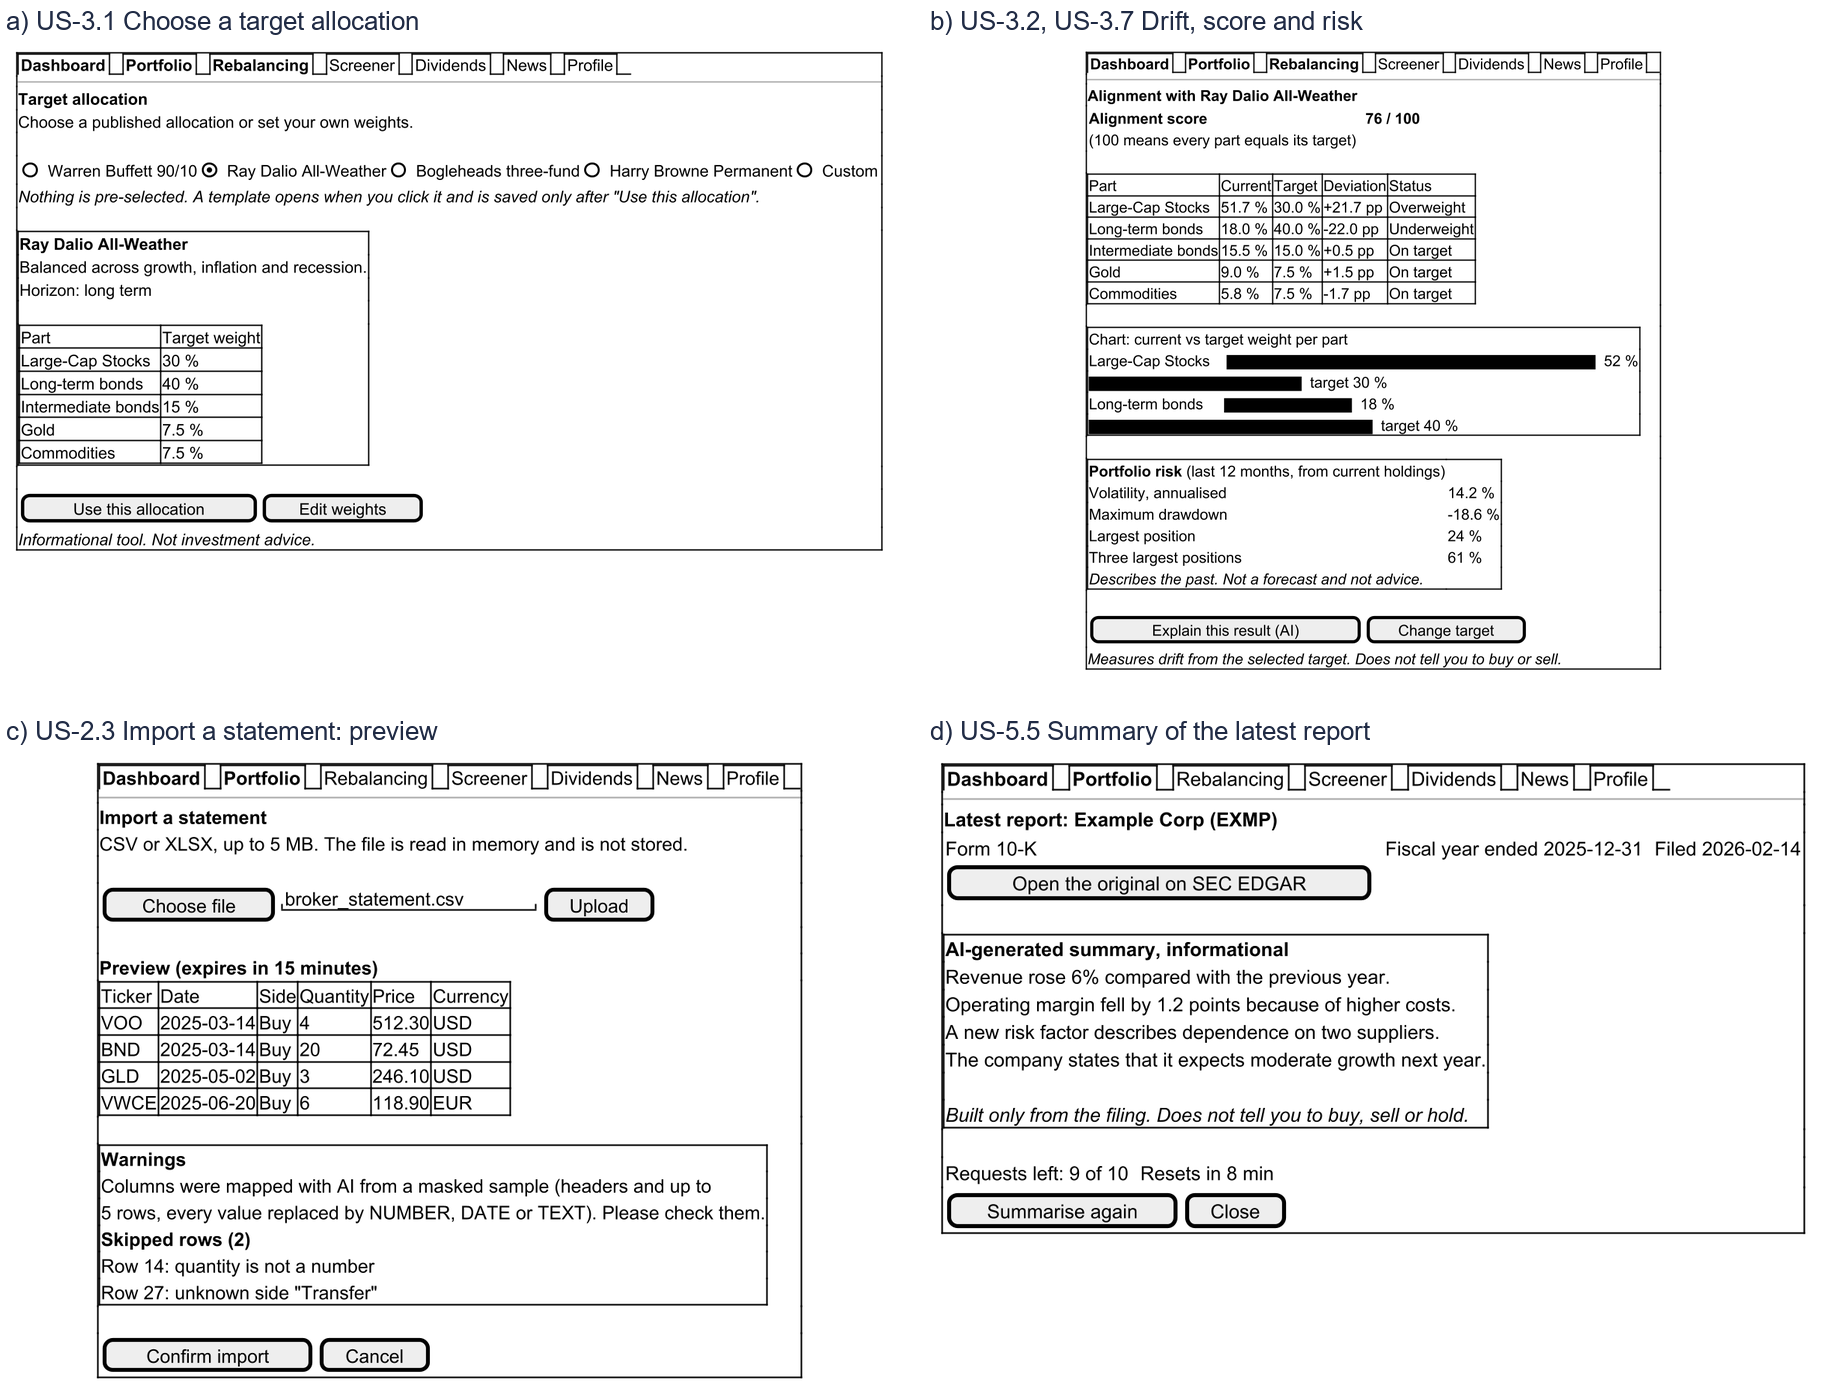 a) US-3.1 Choose a target allocation
Dashboard Portfolio Rebalancing Screener Dividends News Profile
Target allocation
Choose a published allocation or set your own weights.
Warren Buffett 90/10 Ray Dalio All-Weather Bogleheads three-fund Harry Browne Permanent Custom
Nothing is pre-selected. A template opens when you click it and is saved only after "Use this allocation".
Ray Dalio All-Weather
Balanced across growth, inflation and recession.
Horizon: long term
Part Target weight
Large-Cap Stocks 30 %
Long-term bonds 40 %
Intermediate bonds 15 %
Gold 7.5 %
Commodities 7.5 %
Use this allocation Edit weights
Informational tool. Not investment advice.
b) US-3.2, US-3.7 Drift, score and risk
Dashboard Portfolio Rebalancing Screener Dividends News Profile
Alignment with Ray Dalio All-Weather
Alignment score 76 / 100
(100 means every part equals its target)
Part Current Target Deviation Status
Large-Cap Stocks 51.7 % 30.0 % +21.7 pp Overweight
Long-term bonds 18.0 % 40.0 % -22.0 pp Underweight
Intermediate bonds 15.5 % 15.0 % +0.5 pp On target
Gold 9.0 % 7.5 % +1.5 pp On target
Commodities 5.8 % 7.5 % -1.7 pp On target
Chart: current vs target weight per part
Large-Cap Stocks 52 %
target 30 %
Long-term bonds 18 %
target 40 %
Portfolio risk (last 12 months, from current holdings)
Volatility, annualised 14.2 %
Maximum drawdown -18.6 %
Largest position 24 %
Three largest positions 61 %
Describes the past. Not a forecast and not advice.
Explain this result (AI) Change target
Measures drift from the selected target. Does not tell you to buy or sell.
c) US-2.3 Import a statement: preview
Dashboard Portfolio Rebalancing Screener Dividends News Profile
Import a statement
CSV or XLSX, up to 5 MB. The file is read in memory and is not stored.
Choose file broker_statement.csv Upload
Preview (expires in 15 minutes)
Ticker Date Side Quantity Price Currency
VOO 2025-03-14 Buy 4 512.30 USD
BND 2025-03-14 Buy 20 72.45 USD
GLD 2025-05-02 Buy 3 246.10 USD
VWCE 2025-06-20 Buy 6 118.90 EUR
Warnings
Columns were mapped with AI from a masked sample (headers and up to
5 rows, every value replaced by NUMBER, DATE or TEXT). Please check them.
Skipped rows (2)
Row 14: quantity is not a number
Row 27: unknown side "Transfer"
Confirm import Cancel
d) US-5.5 Summary of the latest report
Dashboard Portfolio Rebalancing Screener Dividends News Profile
Latest report: Example Corp (EXMP)
Form 10-K Fiscal year ended 2025-12-31 Filed 2026-02-14
Open the original on SEC EDGAR
AI-generated summary, informational
Revenue rose 6% compared with the previous year.
Operating margin fell by 1.2 points because of higher costs.
A new risk factor describes dependence on two suppliers.
The company states that it expects moderate growth next year.
Built only from the filing. Does not tell you to buy, sell or hold.
Requests left: 9 of 10 Resets in 8 min
Summarise again Close